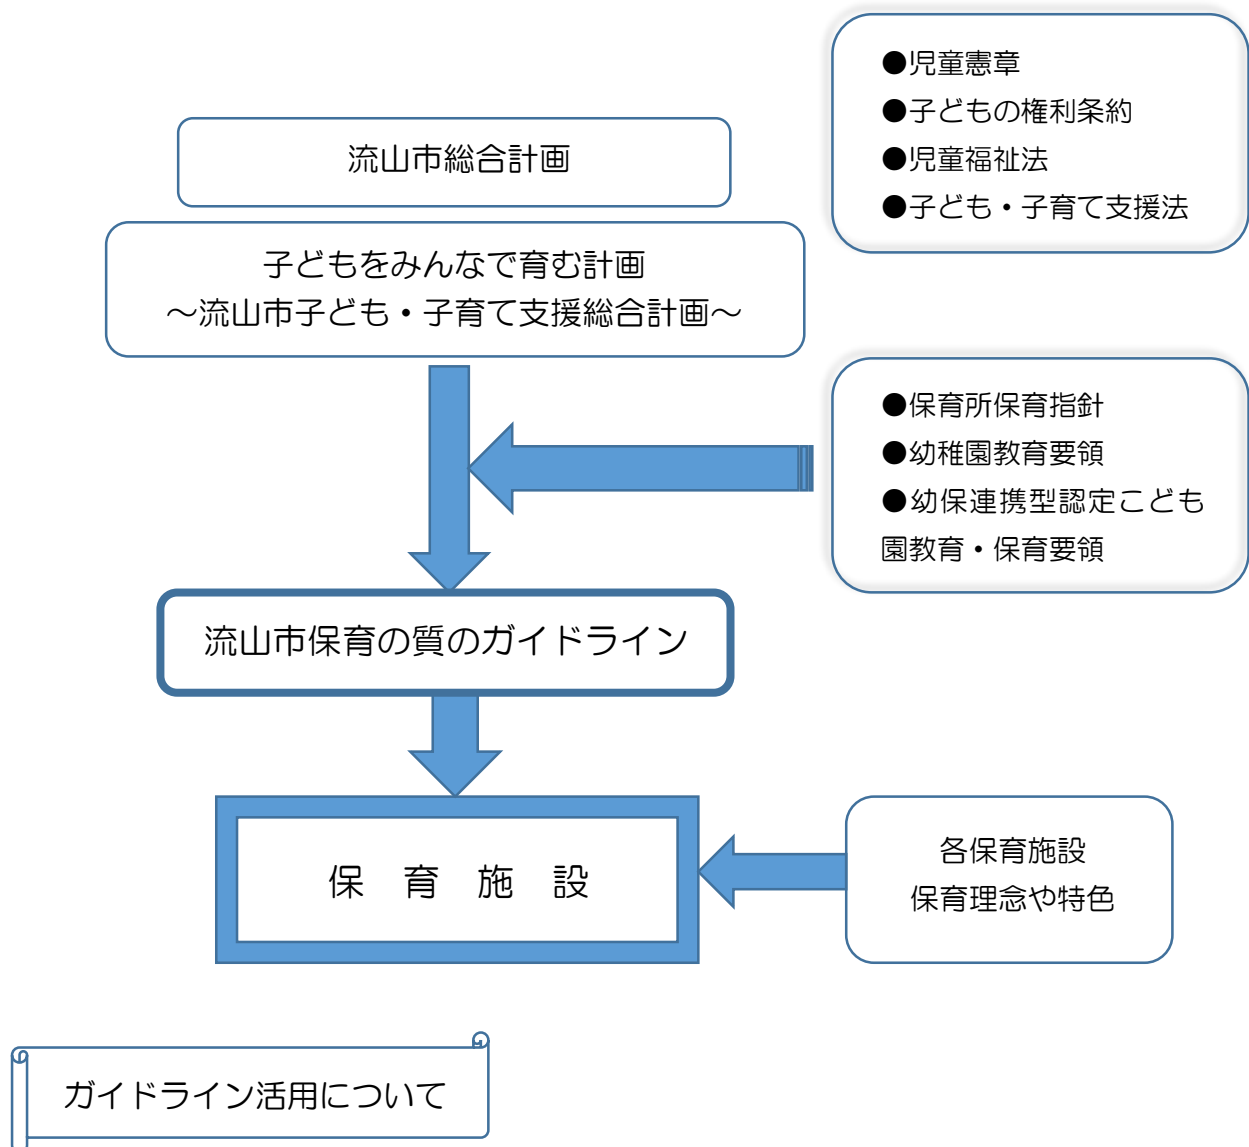 ●児童憲章
●子どもの権利条約
●児童福祉法
●子ども・子育て支援法
流山市総合計画
子どもをみんなで育む計画
～流山市子ども・子育て支援総合計画～
●保育所保育指針
●幼稚園教育要領
●幼保連携型認定こども
園教育・保育要領
流山市保育の質のガイドライン
保　育　施　設
各保育施設
保育理念や特色
ガイドライン活用について